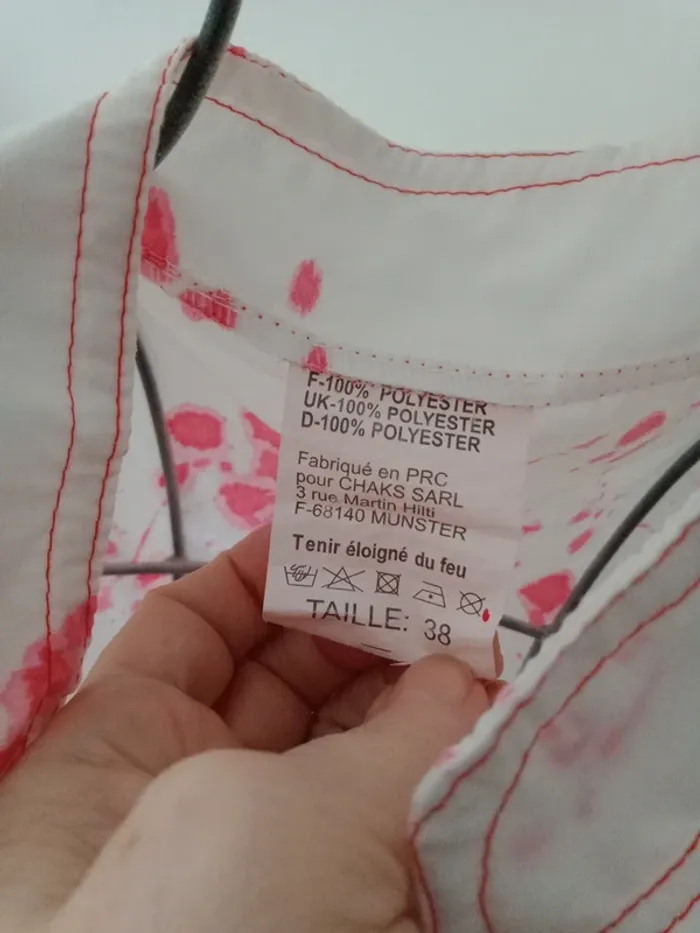 F-100% POLYESTER
UK-100% POLYESTER
D-100% POLYESTER
Fabriqué en PRC
pour CHAKS SARL
3 rue Martin Hilti
F-68140 MUNSTER
Tenir éloigné du feu
TAILLE: 38